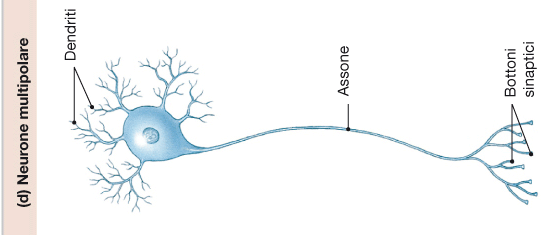 (d) Neurone multipolare
Dendriti
Assone
Bottoni
sinaptici